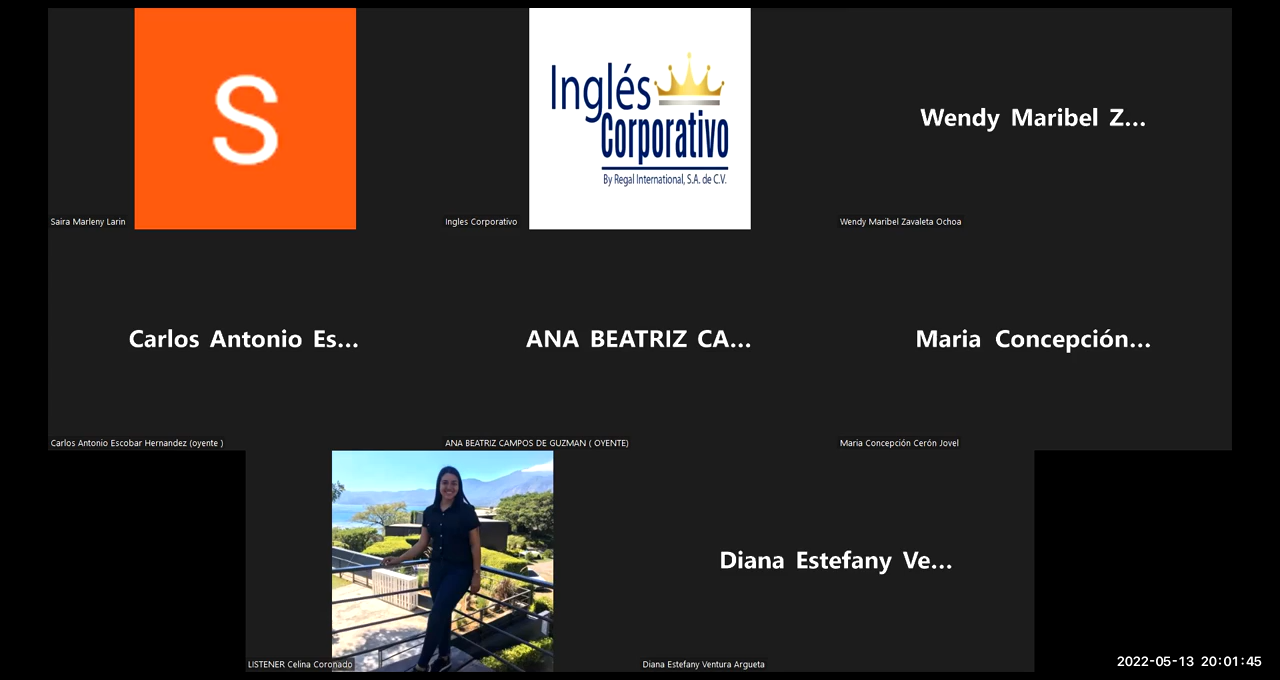 S
Inglés
Corporativo
By Regal International, S.A. de C.V.
Wendy Maribel Z...
Saira Marleny Larin
Ingles Corporativo
Wendy Maribel Zavaleta Ochoa
Carlos Antonio Es...
ANA BEATRIZ CA...
Maria Concepción...
Carlos Antonio Escobar Hernandez (oyente )
ANA BEATRIZ CAMPOS DE GUZMAN ( OYENTE)
Maria Concepción Cerón Jovel
Diana Estefany Ve...
LISTENER Celina Coronado
Diana Estefany Ventura Argueta
2022-05-13 20:01:45